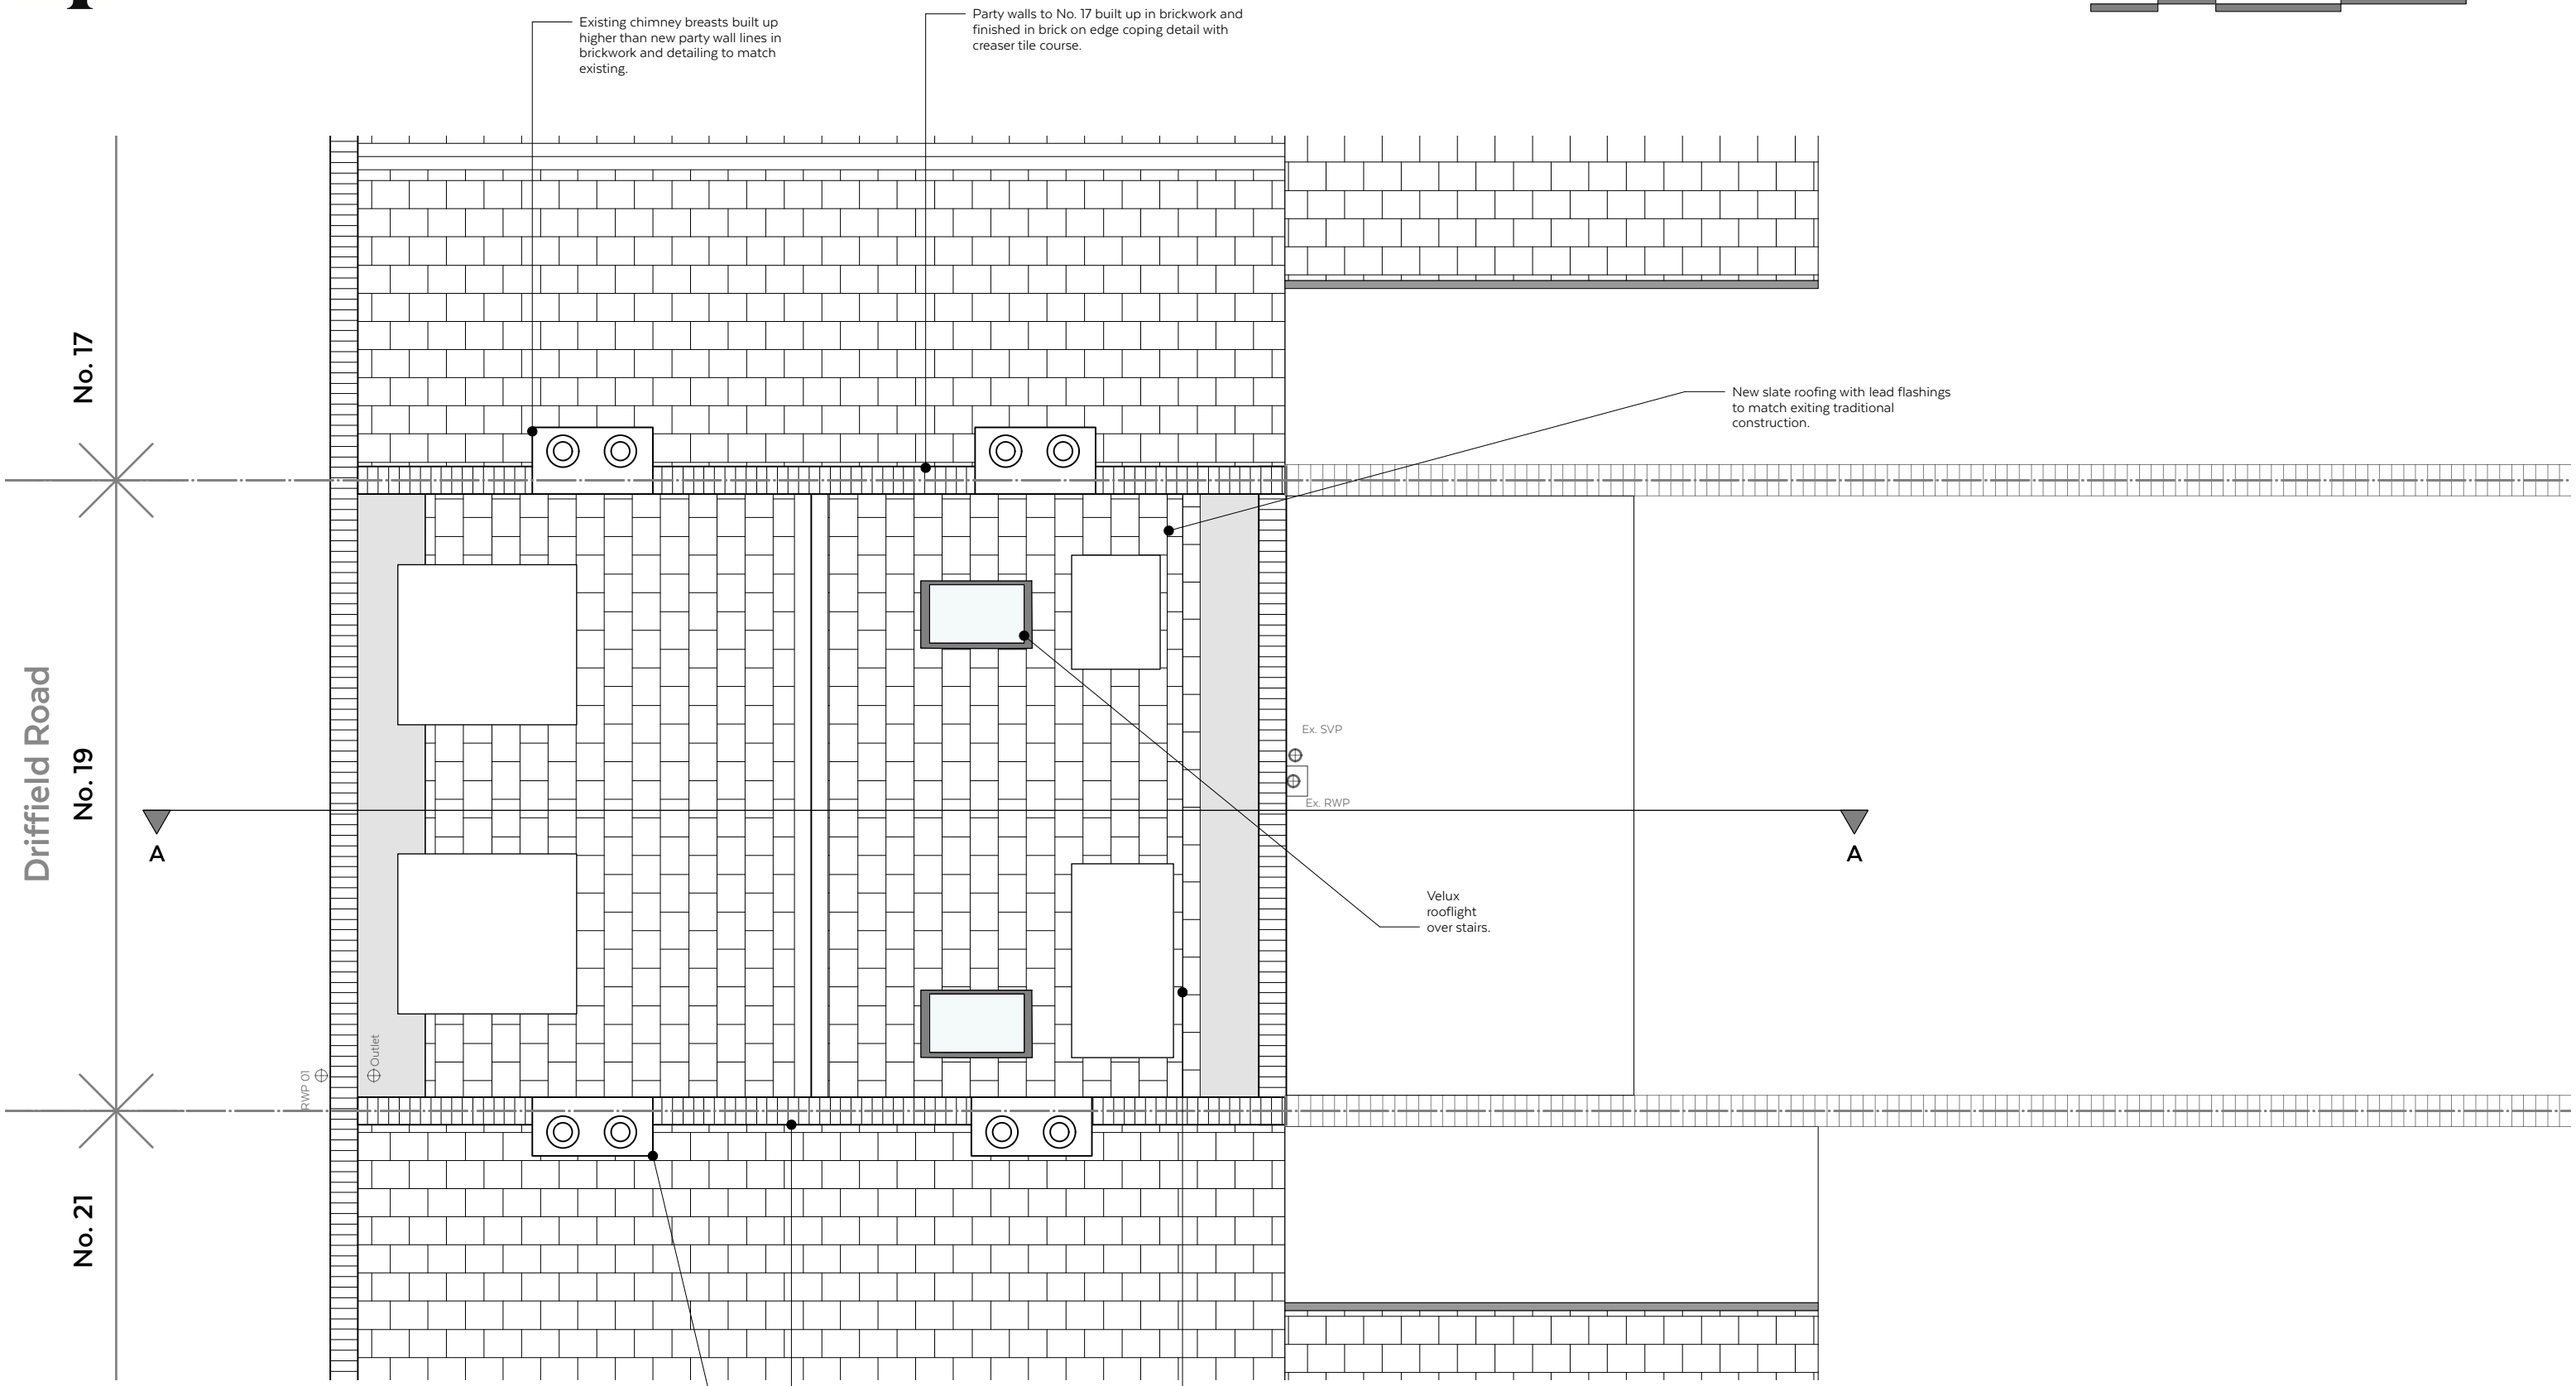 Existing chimney breasts built up
higher than new party wall lines in
brickwork and detailing to match
existing.
Party walls to No. 17 built up in brickwork and
finished in brick on edge coping detail with
creaser tile course.
No. 17
New slate roofing with lead flashings
to match exiting traditional
construction.
Driffield Road
No. 19
Ex. SVP
Ex. RWP
A
A
Velux
rooflight
over stairs.
Outlet
RWP 01
No. 21